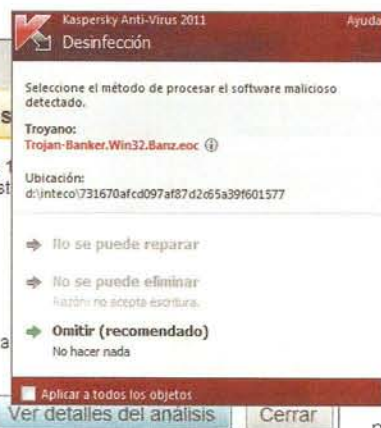 Kaspersky Anti-Virus 2011
Ayuda
Desinfección
Seleccione el método de procesar el software malicioso
detectado.
Troyano:
Trojan-Banker.Win32.Banz.eoc
Ubicación:
d:\inteco\731670afcd097af87d2c65a39f601577
No se puede reparar
No se puede eliminar
Razón: no acepta escritura.
Omitir (recomendado)
No hacer nada
Aplicar a todos los objetos
Ver detalles del análisis
Cerrar